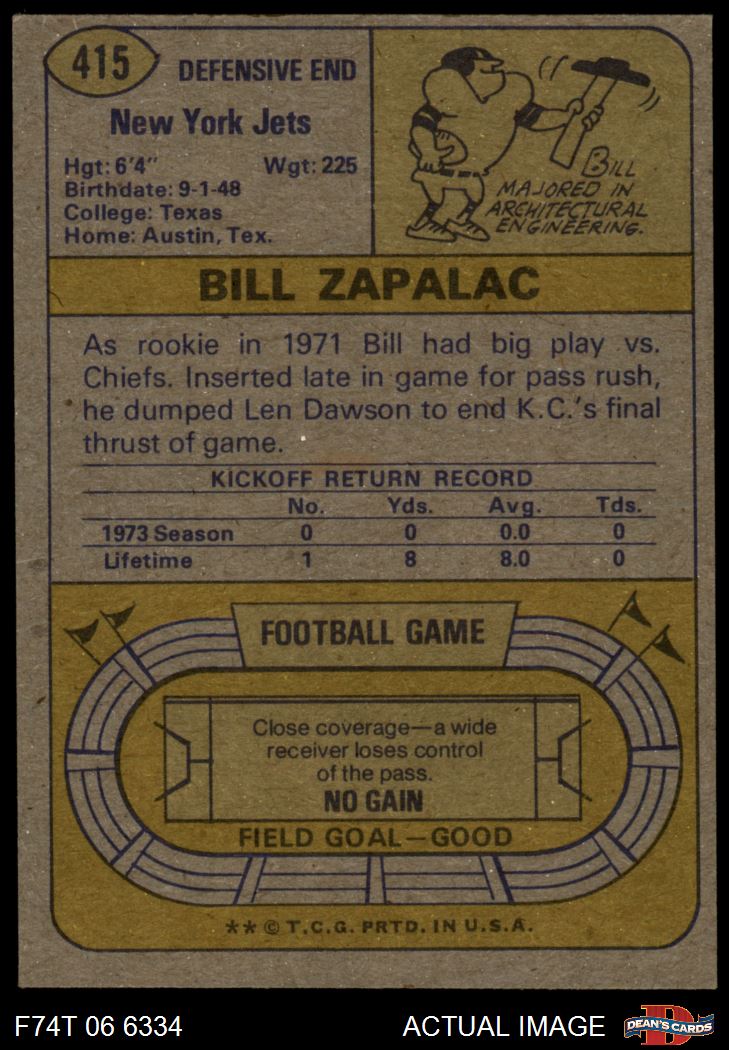 415
DEFENSIVE END
New York Jets
Hgt: 6'4" Wgt: 225
Birthdate: 9-1-48
College: Texas
Home: Austin, Tex.
BILL
MAJORED IN
ARCHITECTURAL
ENGINEERING.
BILL ZAPALAC
As rookie in 1971 Bill had big play vs.
Chiefs. Inserted late in game for pass rush,
he dumped Len Dawson to end K.C.'s final
thrust of game.
KICKOFF RETURN RECORD
No. Yds. Avg. Tds.
1973 Season 0 0 0.0 0
Lifetime 1 8 8.0 0
FOOTBALL GAME
Close coverage—a wide
receiver loses control
of the pass.
NO GAIN
FIELD GOAL—GOOD
** © T.C.G. PRTD. IN U.S.A.
F74T 06 6334 ACTUAL IMAGE
D
DEAN'S CARDS